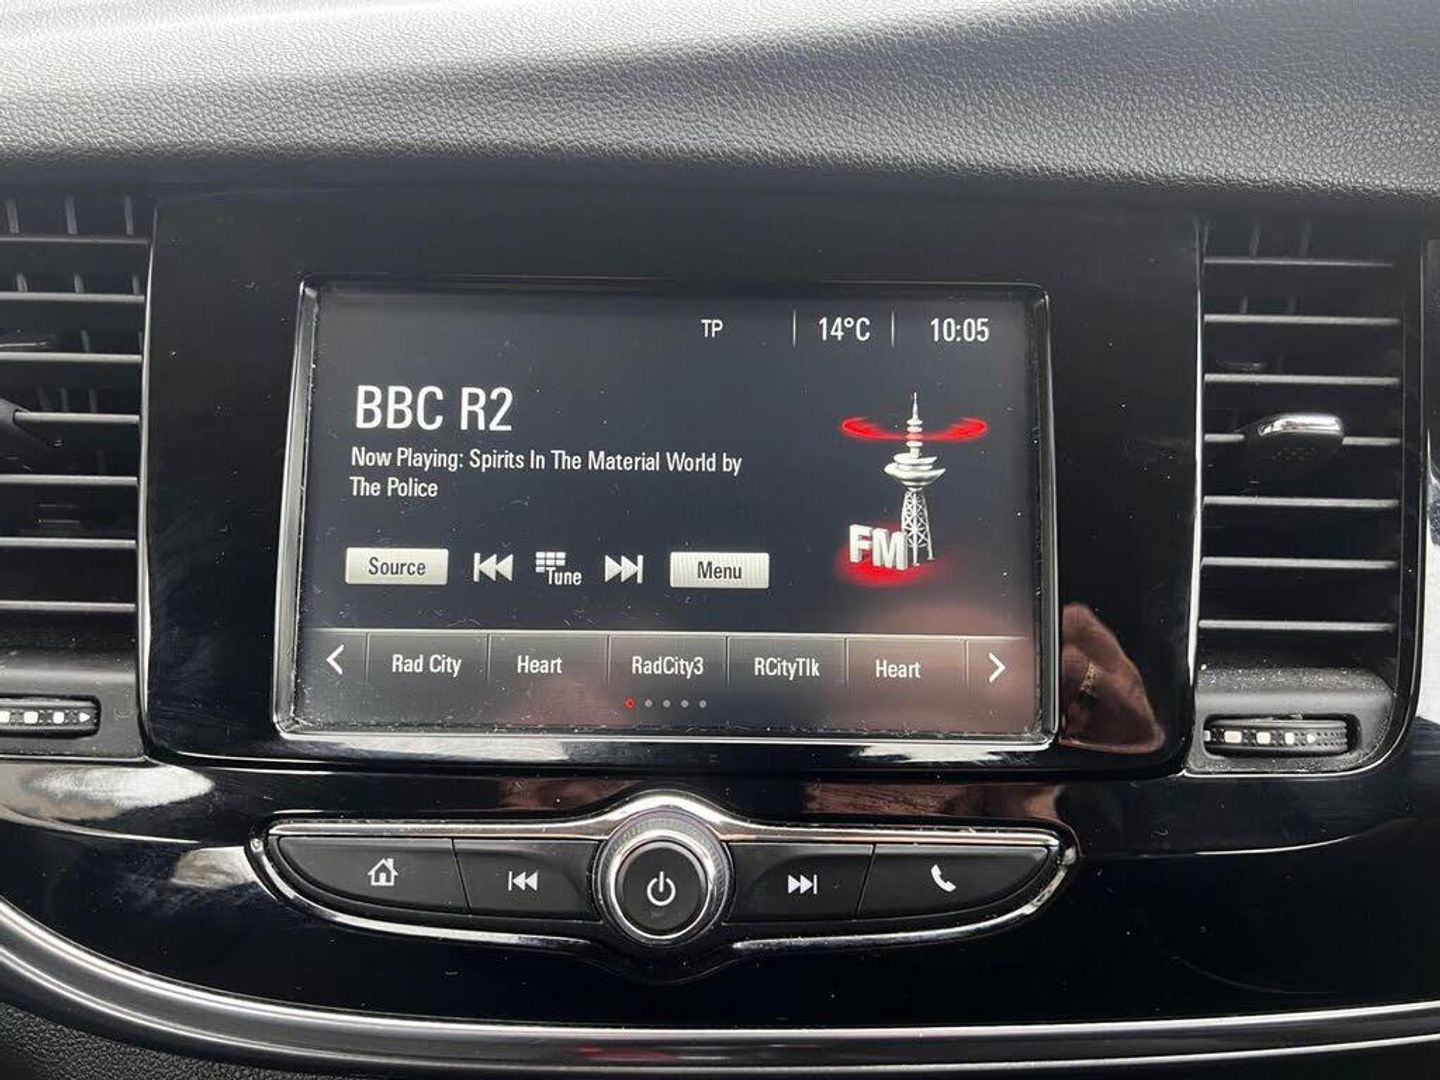 TP 14°C 10:05
BBC R2
Now Playing: Spirits In The Material World by
The Police
FM
Source Tune Menu
Rad City Heart RadCity3 RCityTlk Heart